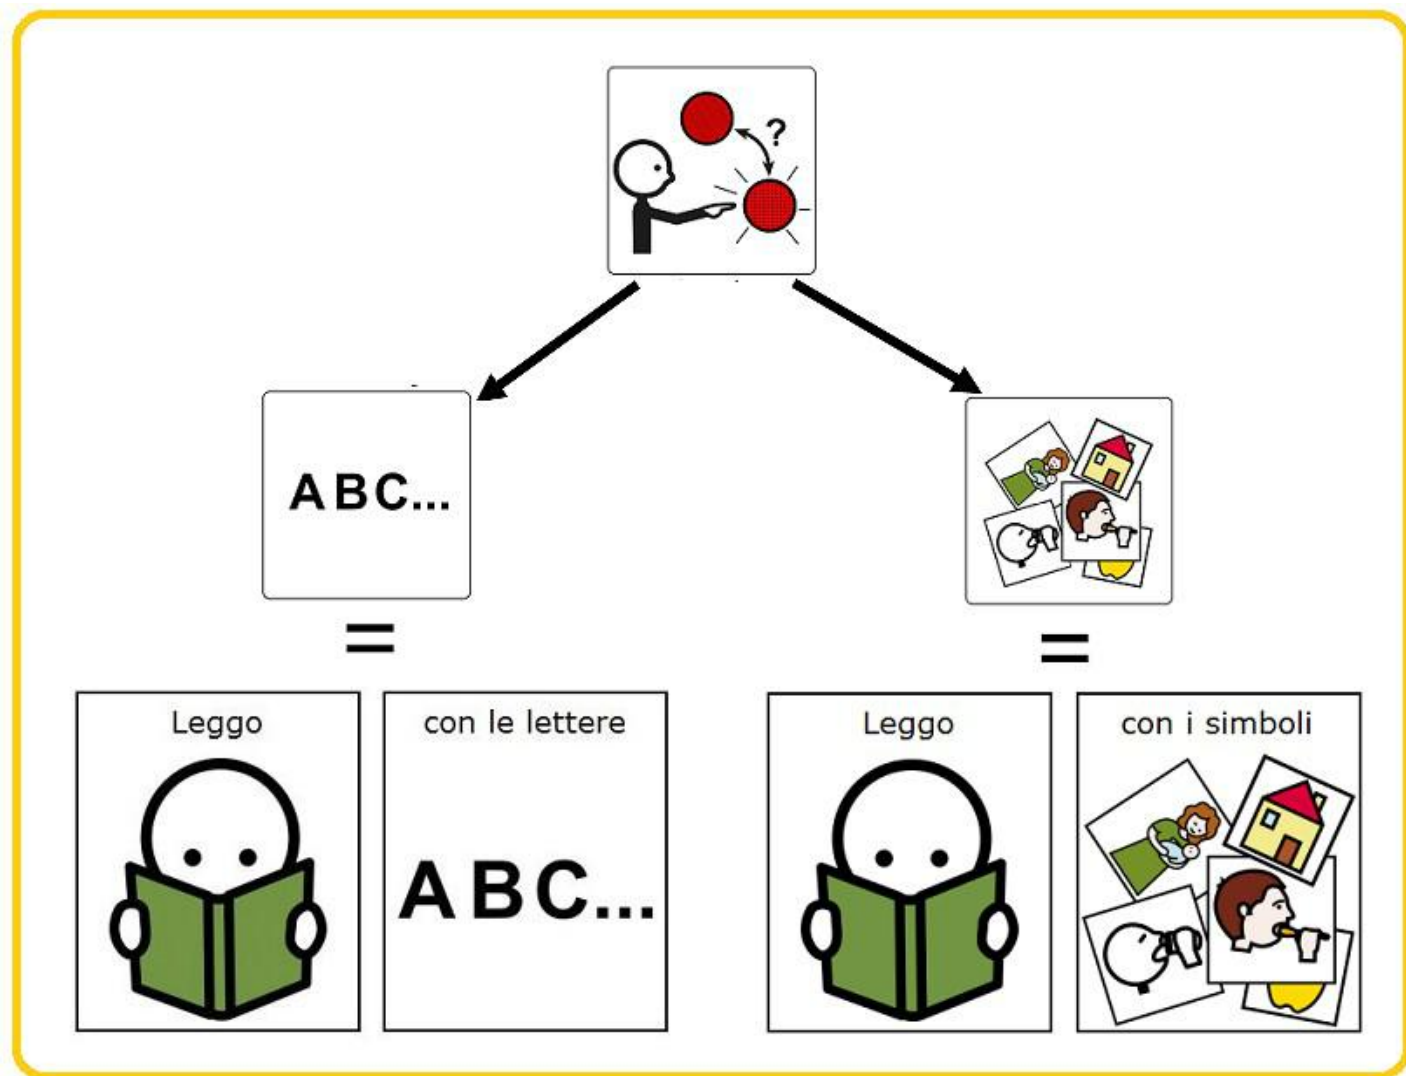 ?
ABC...
=
=
Leggo
con le lettere
Leggo
con i simboli
ABC...